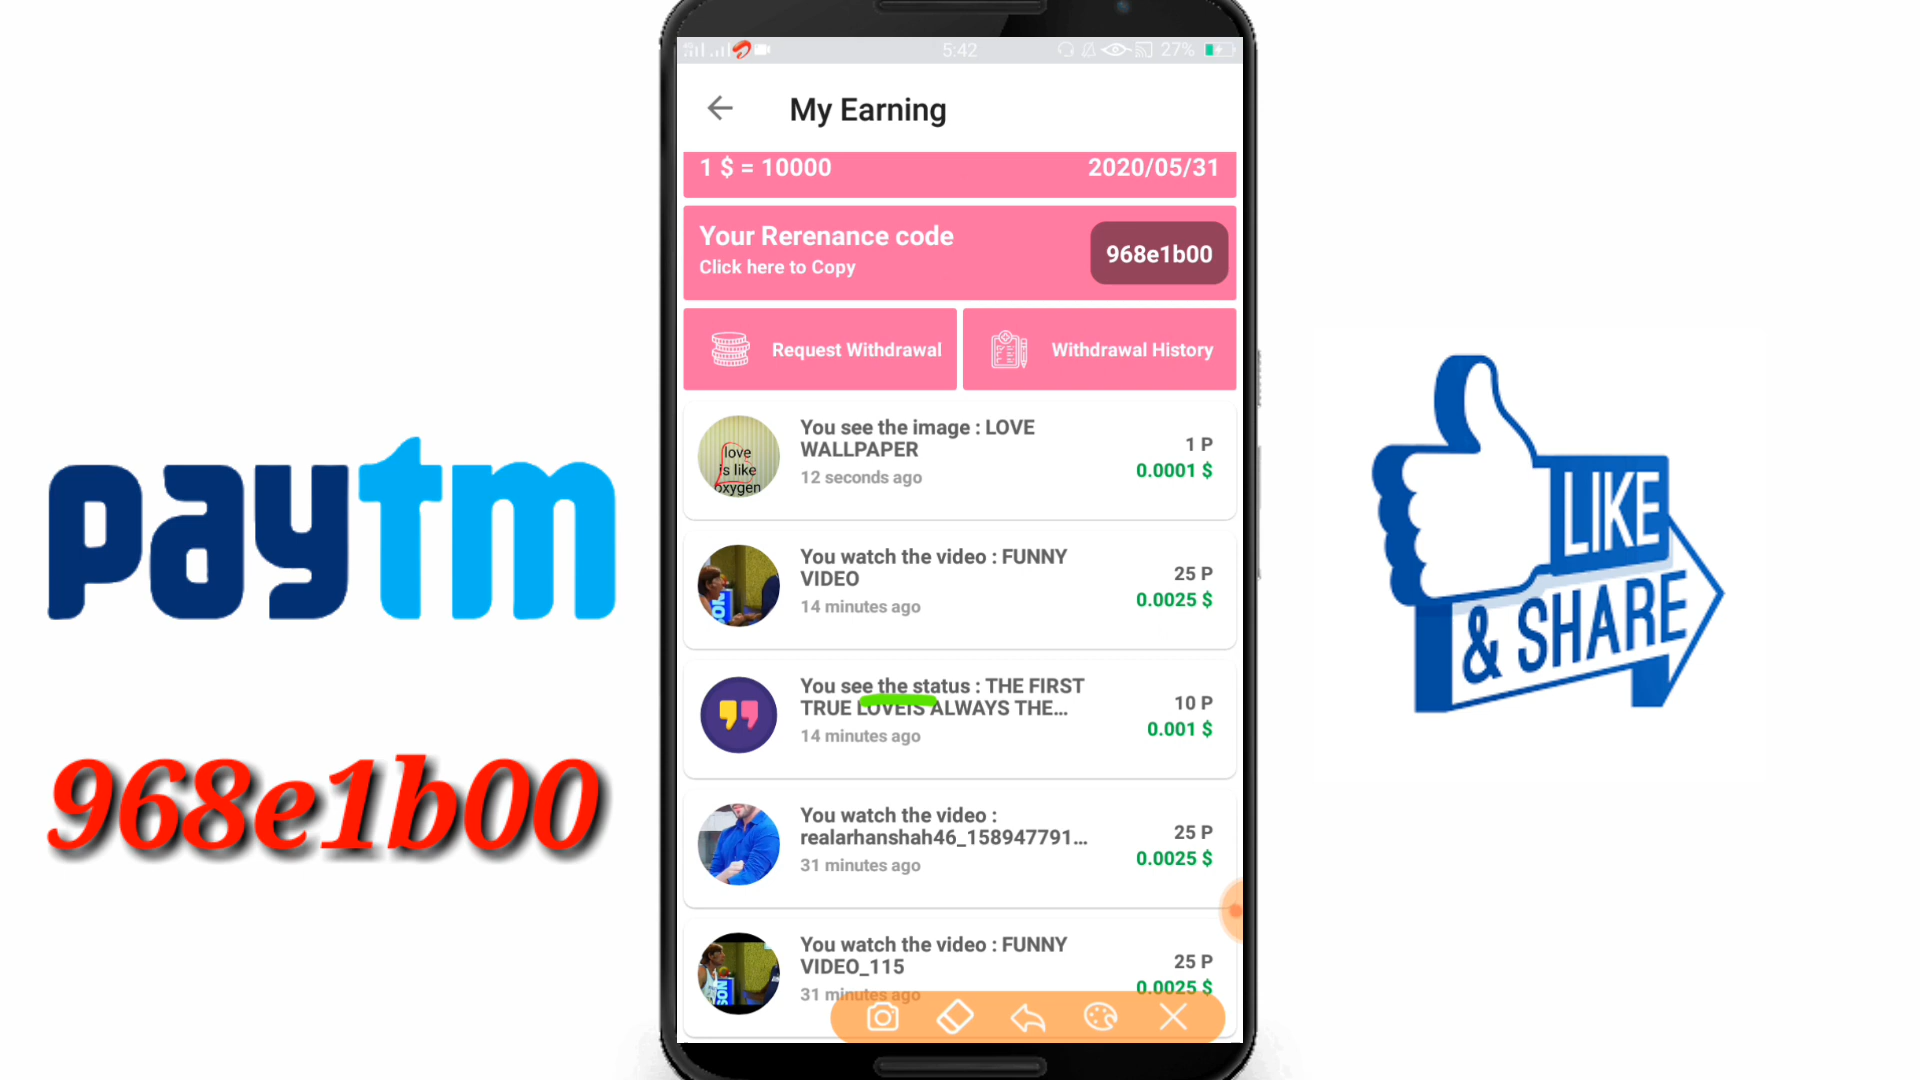 5:42
27%
My Earning
1 $ = 10000
2020/05/31
Your Rerenance code
Click here to Copy
968e1b00
Request Withdrawal
Withdrawal History
You see the image : LOVE
WALLPAPER
12 seconds ago
1 P
0.0001 $
love
is like
oxygen
You watch the video : FUNNY
VIDEO
14 minutes ago
25 P
0.0025 $
You see the status : THE FIRST
TRUE LOVEIS ALWAYS THE...
14 minutes ago
10 P
0.001 $
You watch the video :
realarhanshah46_158947791...
31 minutes ago
25 P
0.0025 $
You watch the video : FUNNY
VIDEO_115
31 minutes ago
25 P
0.0025 $
paytm
968e1b00
LIKE
& SHARE